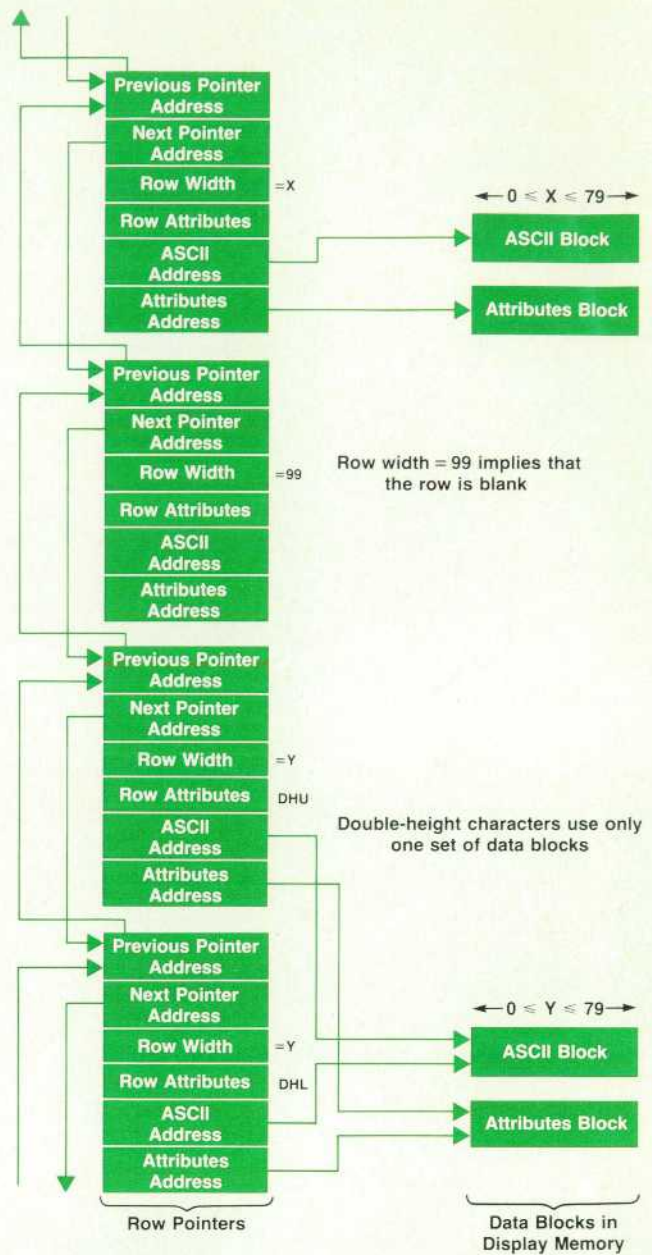 Previous Pointer
Address
Next Pointer
Address
Row Width =X
Row Attributes
ASCII
Address
Attributes
Address
0 ≤ X ≤ 79
ASCII Block
Attributes Block
Previous Pointer
Address
Next Pointer
Address
Row Width =99
Row Attributes
ASCII
Address
Attributes
Address
Row width = 99 implies that
the row is blank
Previous Pointer
Address
Next Pointer
Address
Row Width =Y
Row Attributes DHU
ASCII
Address
Attributes
Address
Double-height characters use only
one set of data blocks
Previous Pointer
Address
Next Pointer
Address
Row Width =Y
Row Attributes DHL
ASCII
Address
Attributes
Address
0 ≤ Y ≤ 79
ASCII Block
Attributes Block
Row Pointers
Data Blocks in
Display Memory